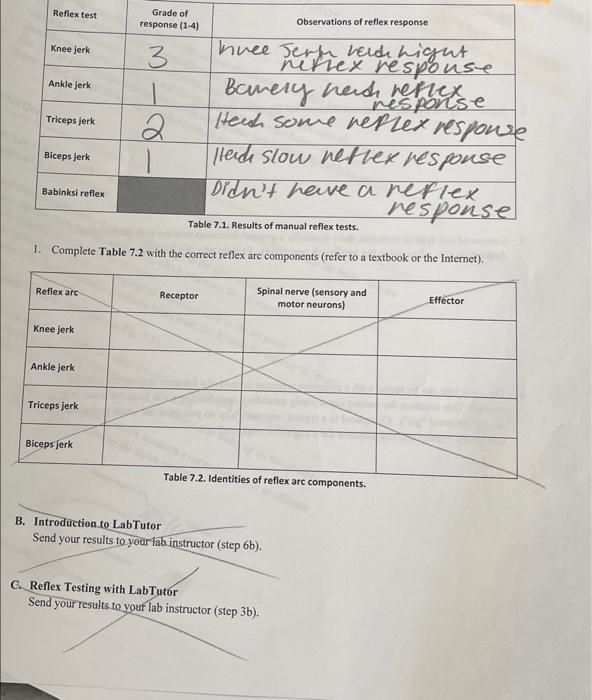 Reflex test
Grade of
response (1-4)
Observations of reflex response
Knee jerk
3
knee Jerk had hight
reflex response
Ankle jerk
1
Barely had reflex
response
Triceps jerk
2
Had some reflex response
Biceps jerk
1
Had slow reflex response
Babinksi reflex
Didn't have a reflex
response
Table 7.1. Results of manual reflex tests.
1. Complete Table 7.2 with the correct reflex arc components (refer to a textbook or the Internet).
Reflex arc
Receptor
Spinal nerve (sensory and
motor neurons)
Effector
Knee jerk
Ankle jerk
Triceps jerk
Biceps jerk
Table 7.2. Identities of reflex arc components.
B. Introduction to LabTutor
Send your results to your lab instructor (step 6b).
C. Reflex Testing with LabTutor
Send your results to your lab instructor (step 3b).